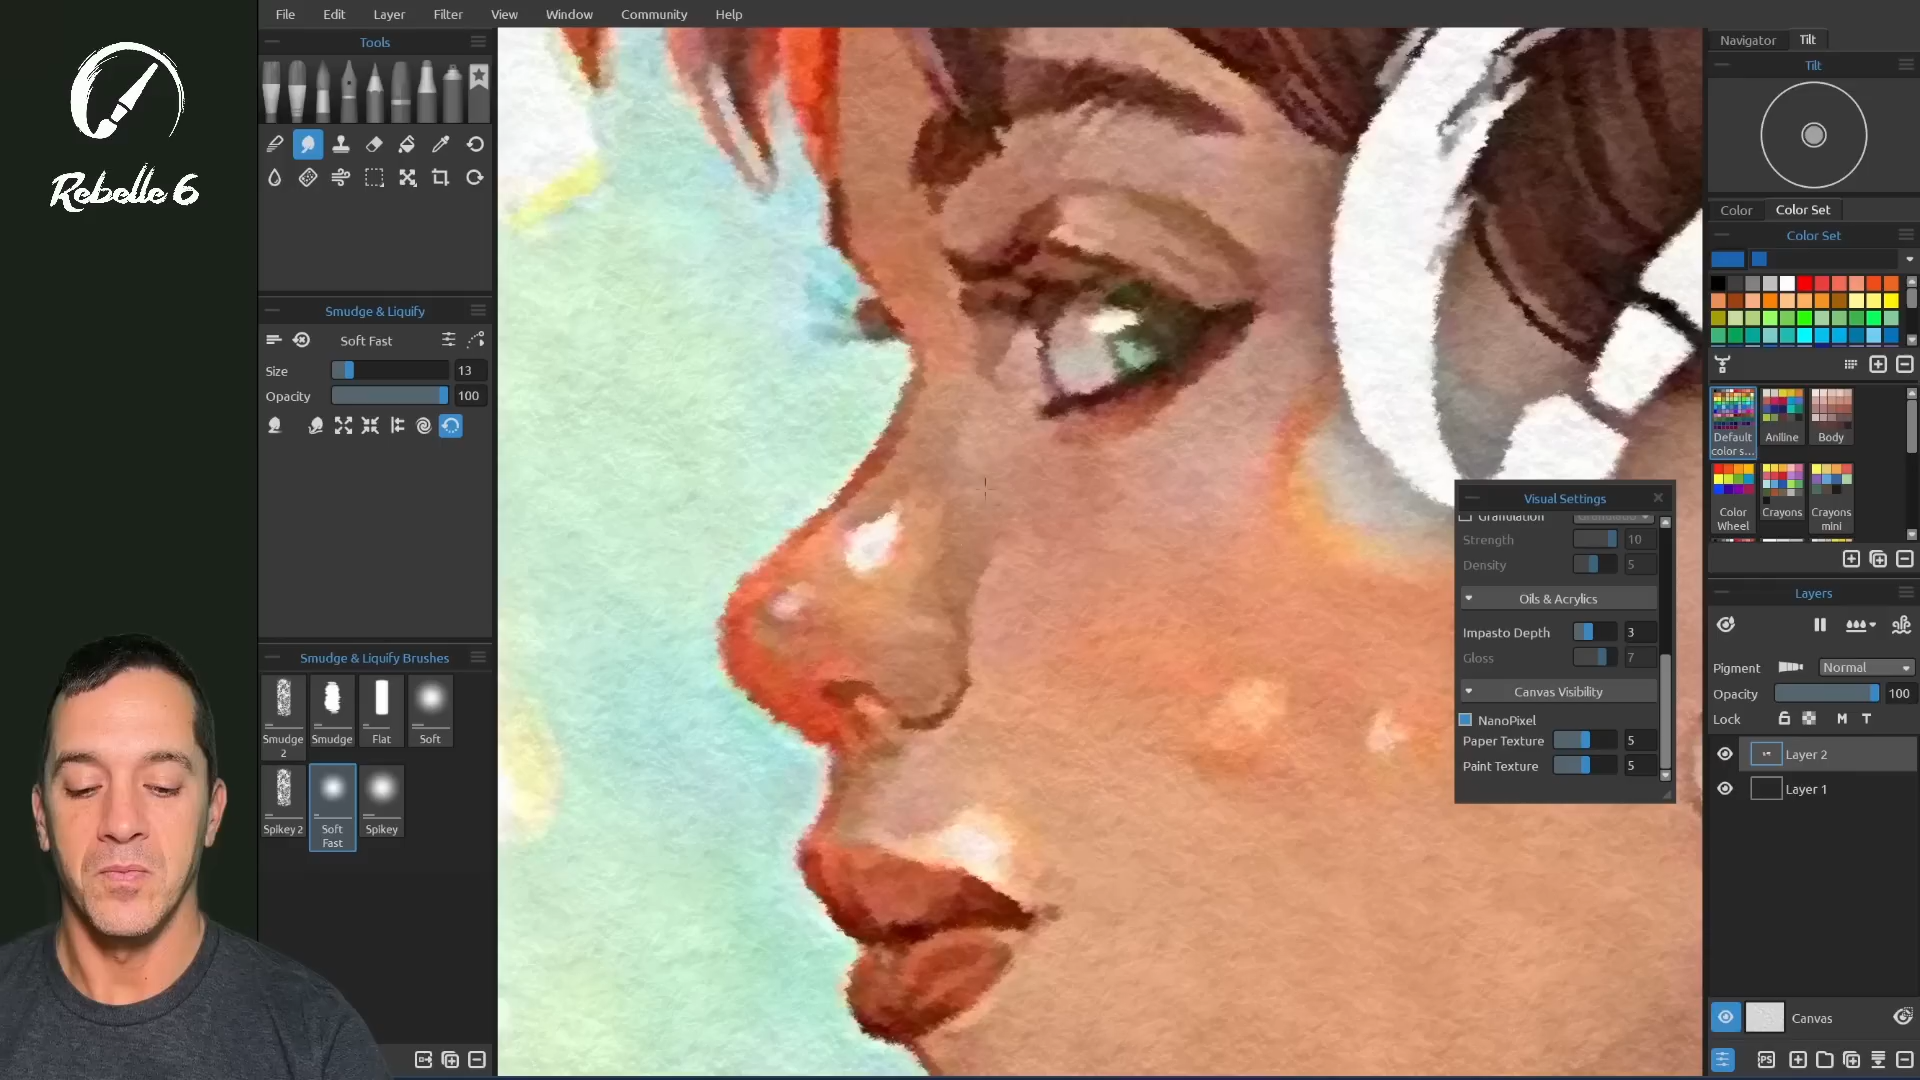 Rebelle 6
File Edit Layer Filter View Window Community Help
Tools
Smudge & Liquify
Soft Fast
Size 13
Opacity 100
Smudge & Liquify Brushes
Smudge 2
Smudge
Flat
Soft
Spikey 2
Soft Fast
Spikey
Visual Settings
Granulation
Strength 10
Density 5
Oils & Acrylics
Impasto Depth 3
Gloss 7
Canvas Visibility
NanoPixel
Paper Texture 5
Paint Texture 5
Navigator Tilt
Tilt
Color Color Set
Color Set
Default color s...
Aniline
Body
Color Wheel
Crayons
Crayons mini
Layers
Pigment Normal
Opacity 100
Lock M T
Layer 2
Layer 1
Canvas
PS